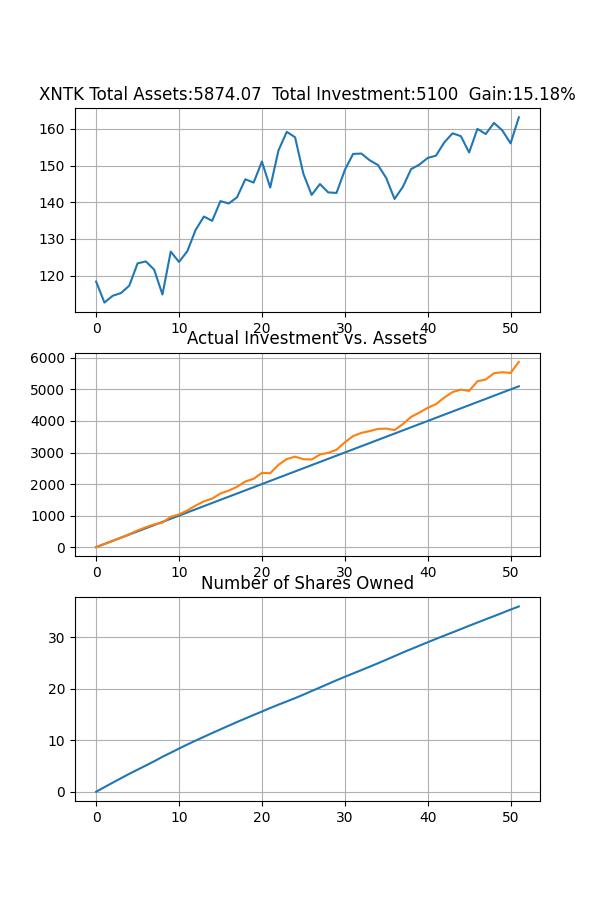 XNTK Total Assets:5874.07  Total Investment:5100  Gain:15.18%
160
150
140
130
120
0 10 20 30 40 50
Actual Investment vs. Assets
6000
5000
4000
3000
2000
1000
0
0 10 20 30 40 50
Number of Shares Owned
30
20
10
0
0 10 20 30 40 50